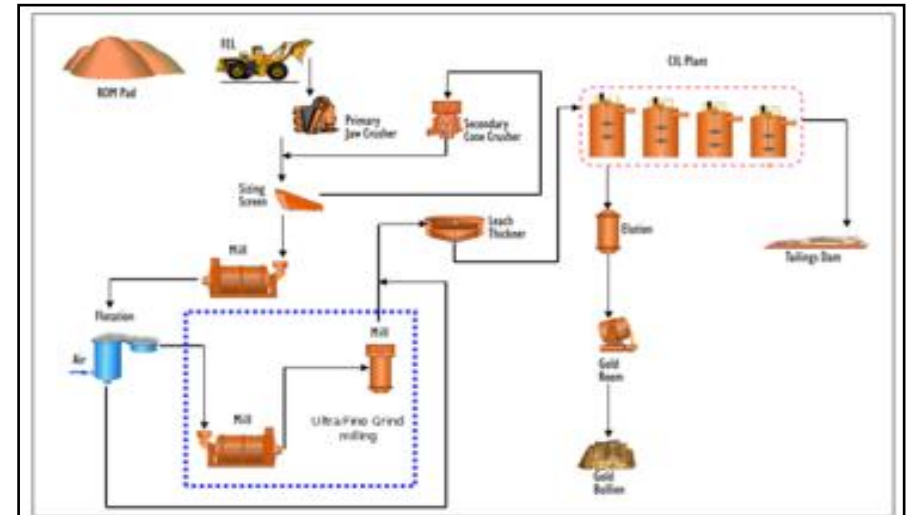 FEL
CIL Plant
ROM Pad
Primary
Jaw Crusher
Secondary
Cone Crusher
Sizing
Screen
Leach
Thickner
Elution
Tailings Dam
Mill
Flotation
Mill
Air
Gold
Room
Mill
Ultra Fine Grind
milling
Gold
Bullion